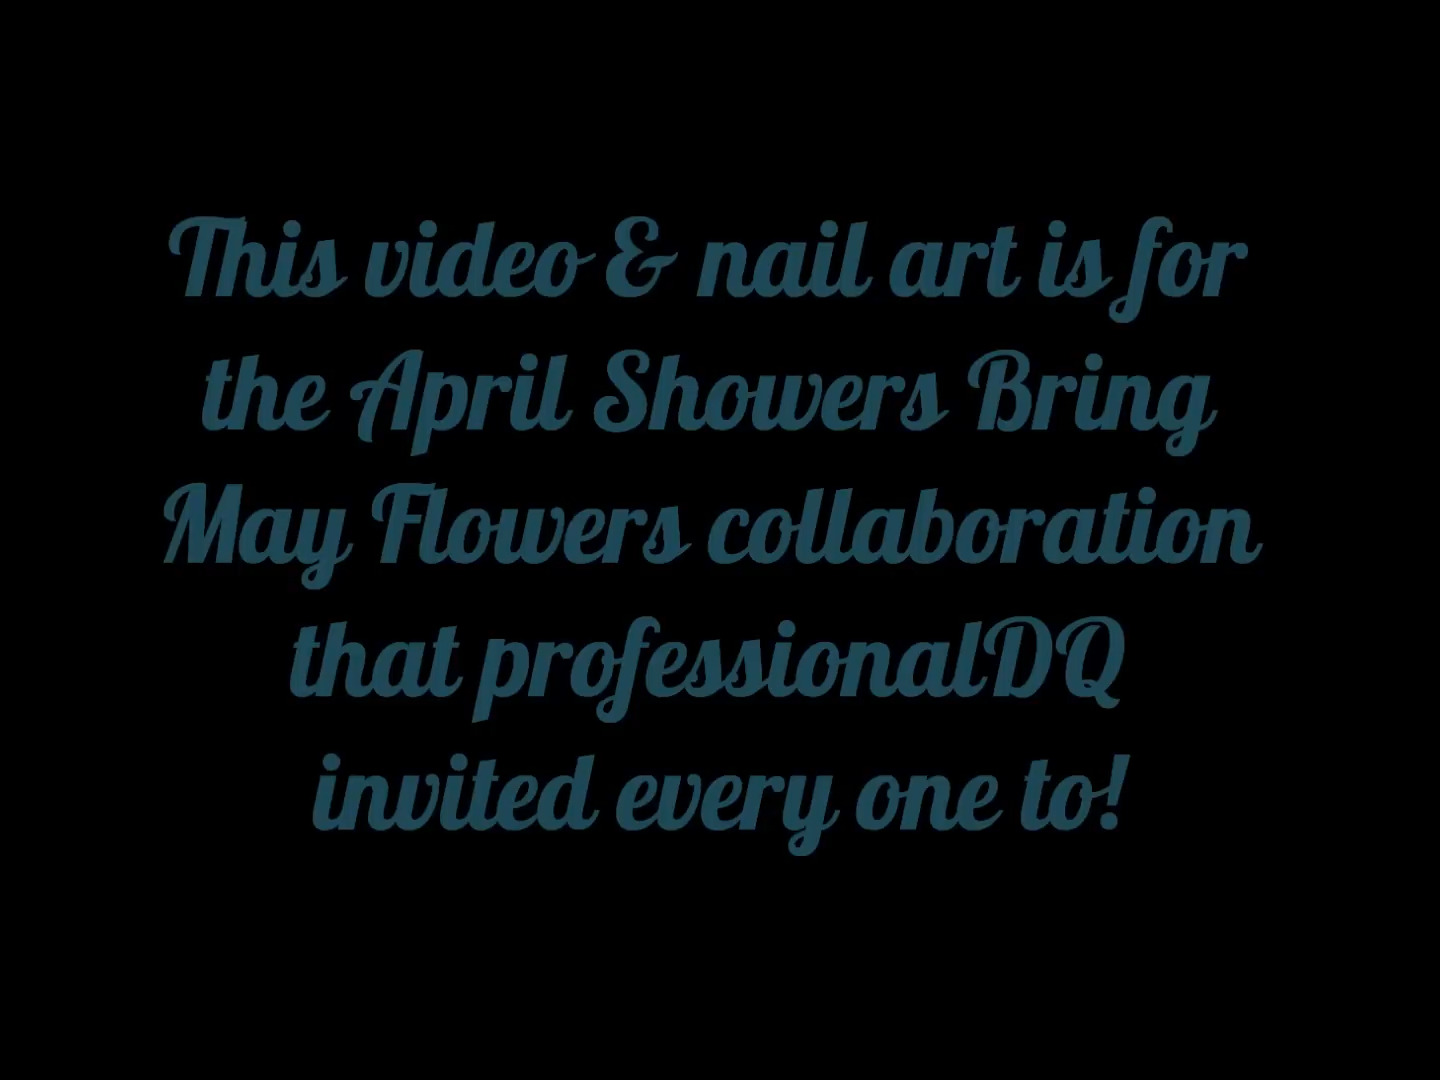 This video & nail art is for
the April Showers Bring
May Flowers collaboration
that professionalDQ
invited every one to!